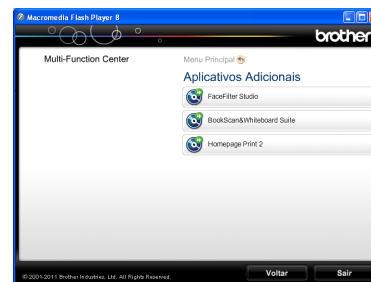 Macromedia Flash Player 8
brother
Multi-Function Center
Menu Principal
Aplicativos Adicionais
FaceFilter Studio
BookScan&Whiteboard Suite
Homepage Print 2
© 2001-2011 Brother Industries, Ltd. All Rights Reserved.
Voltar
Sair